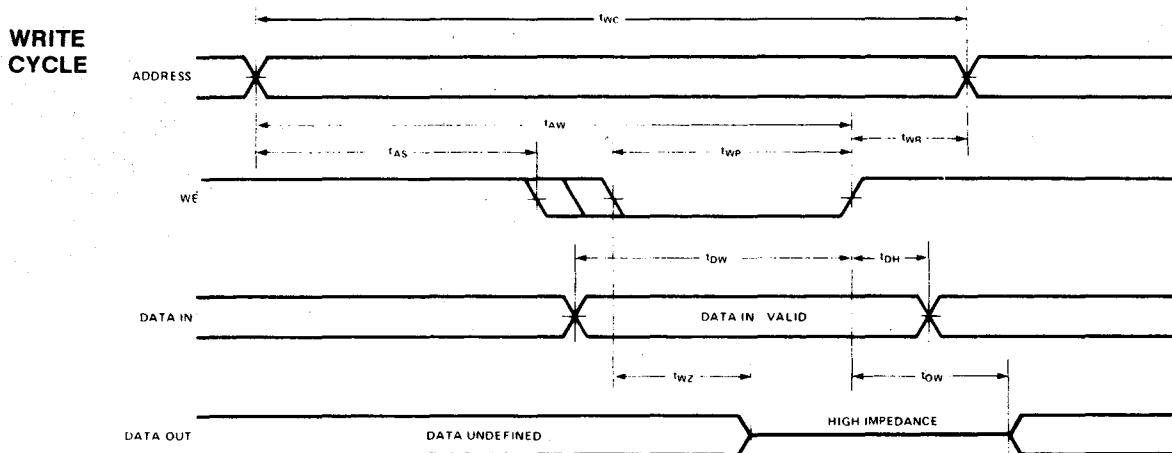 tWC
WRITE
CYCLE
ADDRESS
tAW
tWR
tAS
tWP
WE
tDW
tDH
DATA IN
DATA IN VALID
tWZ
tOW
HIGH IMPEDANCE
DATA OUT
DATA UNDEFINED